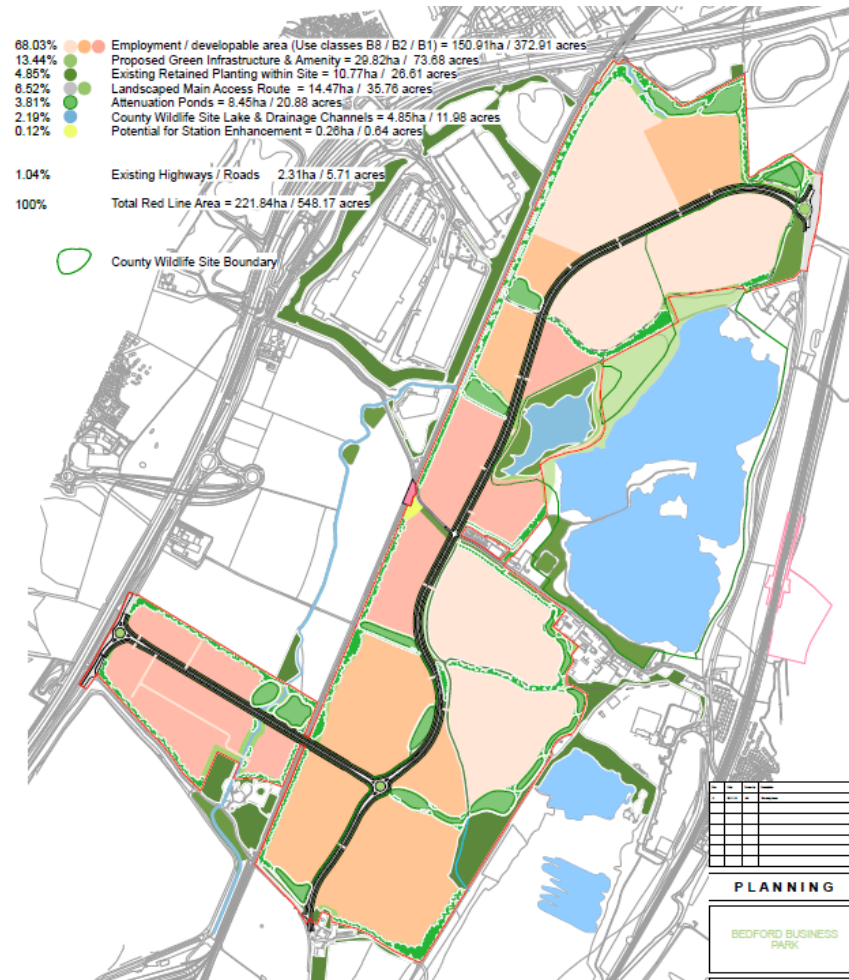 68.03% Employment / developable area (Use classes B8 / B2 / B1) = 150.91ha / 372.91 acres
13.44% Proposed Green Infrastructure & Amenity = 29.82ha / 73.68 acres
4.85% Existing Retained Planting within Site = 10.77ha / 26.61 acres
6.52% Landscaped Main Access Route = 14.47ha / 35.76 acres
3.81% Attenuation Ponds = 8.45ha / 20.88 acres
2.19% County Wildlife Site Lake & Drainage Channels = 4.85ha / 11.98 acres
0.12% Potential for Station Enhancement = 0.26ha / 0.64 acres
1.04% Existing Highways / Roads 2.31ha / 5.71 acres
100% Total Red Line Area = 221.84ha / 548.17 acres
County Wildlife Site Boundary
PLANNING
BEDFORD BUSINESS
PARK